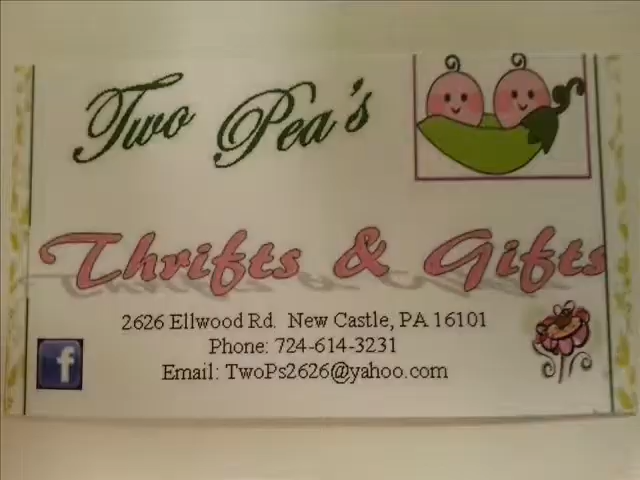 Two Pea's
Thrifts & Gifts
2626 Ellwood Rd. New Castle, PA 16101
Phone: 724-614-3231
Email: TwoPs2626@yahoo.com
f